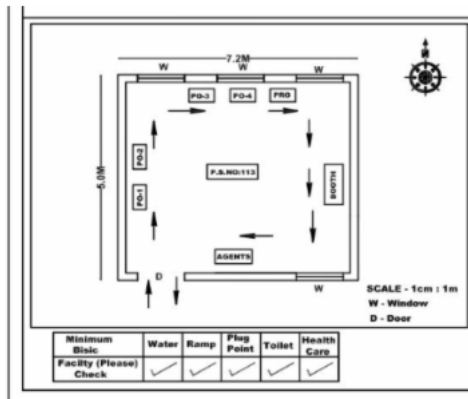 7.2M
W W W
N
PO-3 PO-4 PRO
5.0M
PO-2
PO-1
P.S.NO:113
BOOTH
AGENTS
D
W
SCALE - 1cm : 1m
W - Window
D - Door
Minimum Bisic Water Ramp Plug Point Toilet Health Care
Facilty (Please) Check